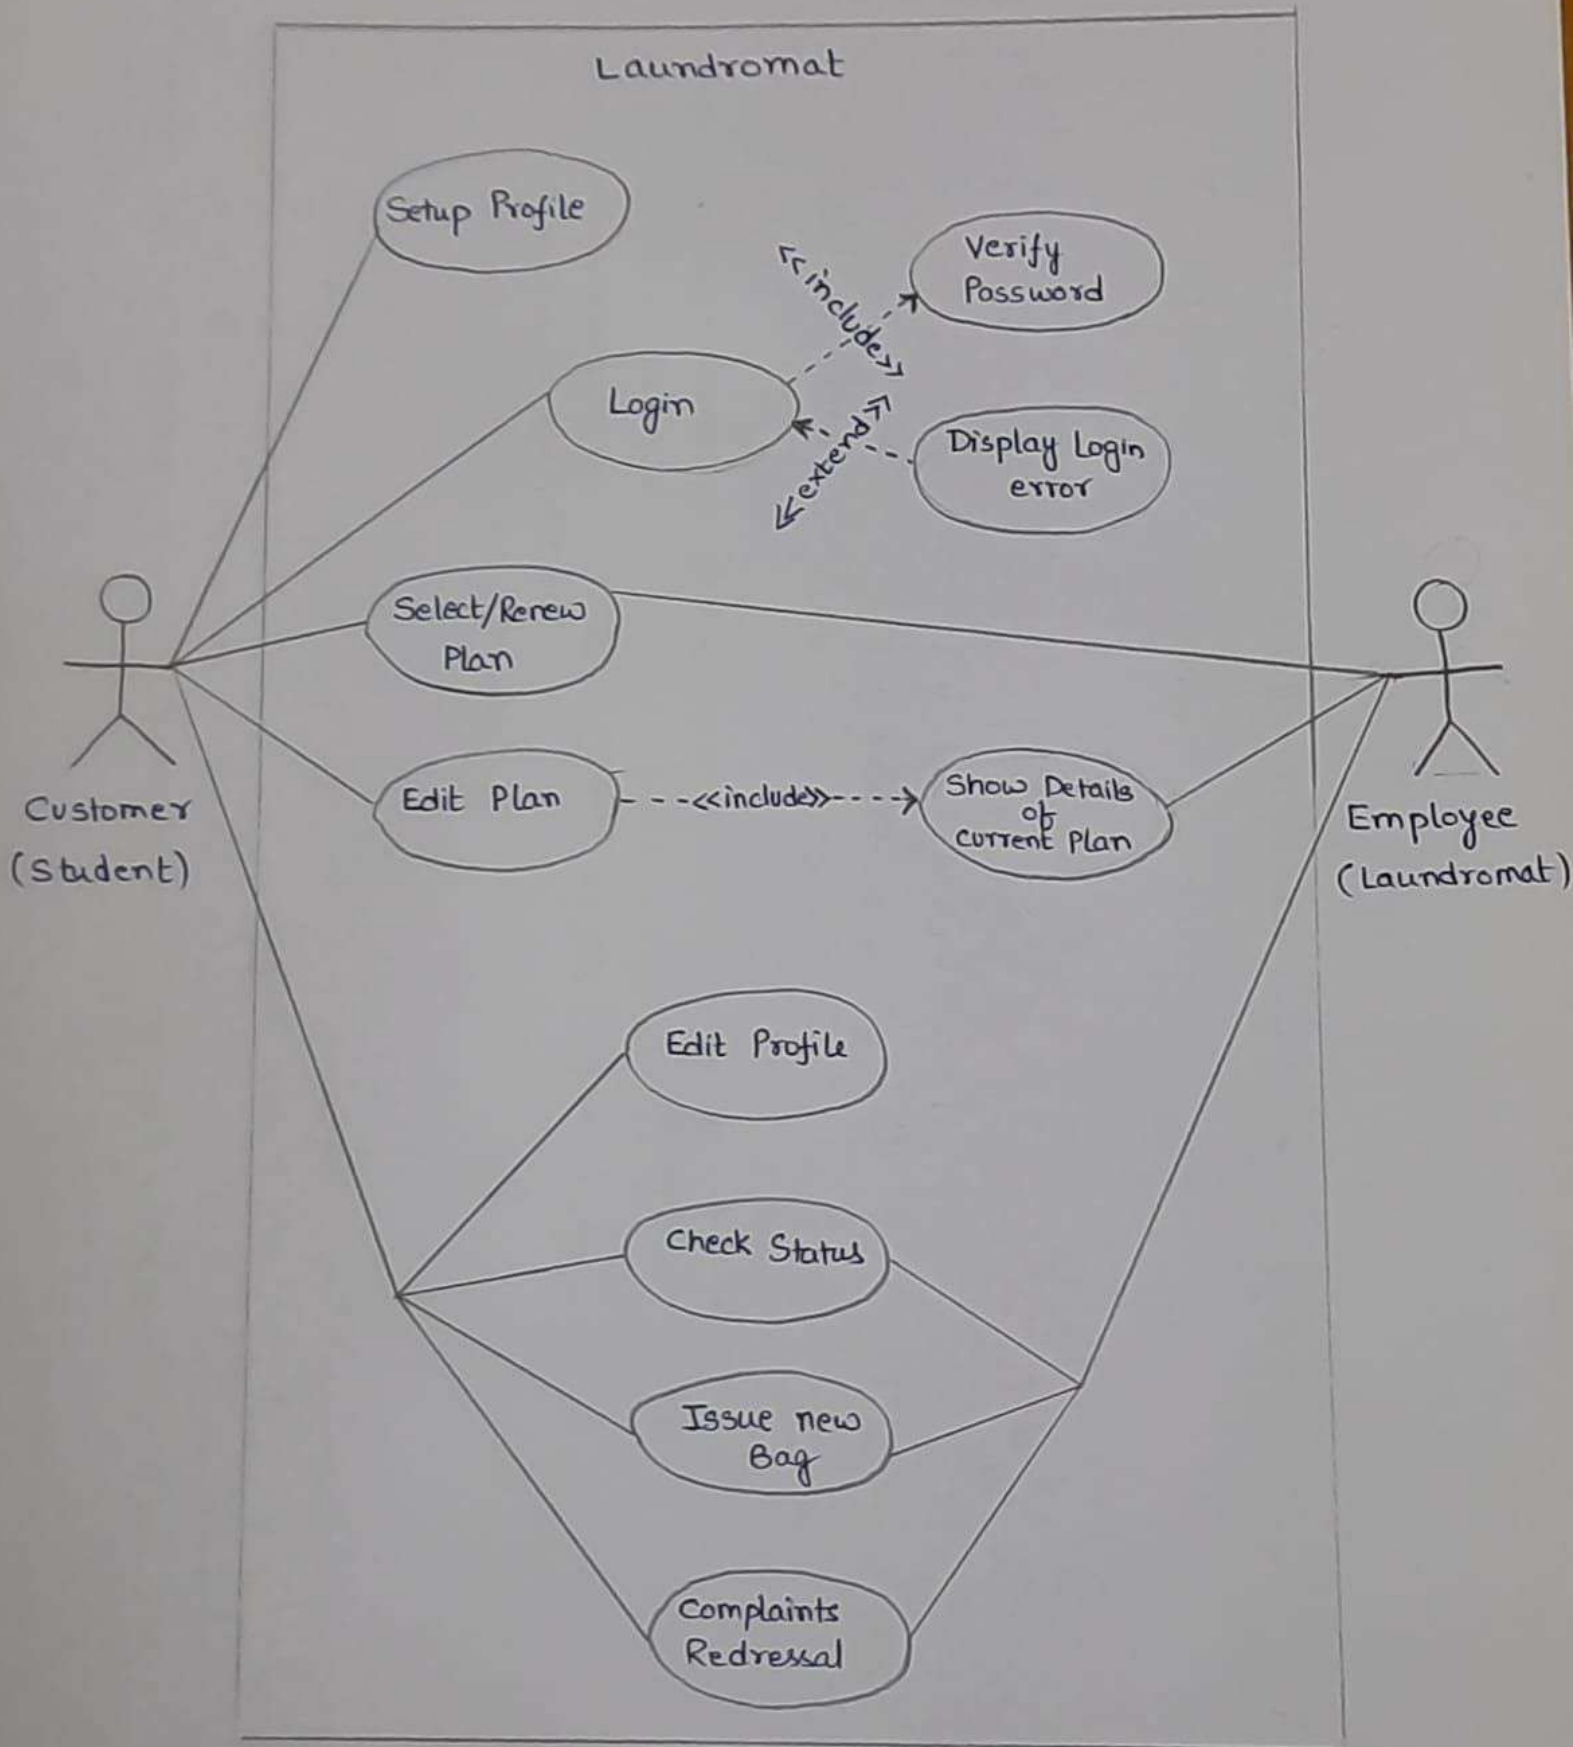 Laundromat
Setup Profile
Verify
Password
<<include>>
Login
<<extend>>
Display Login
error
Select/Renew
Plan
Edit Plan
<<include>>
Show Details
of
Current Plan
Customer
(Student)
Employee
(Laundromat)
Edit Profile
Check Status
Issue new
Bag
Complaints
Redressal